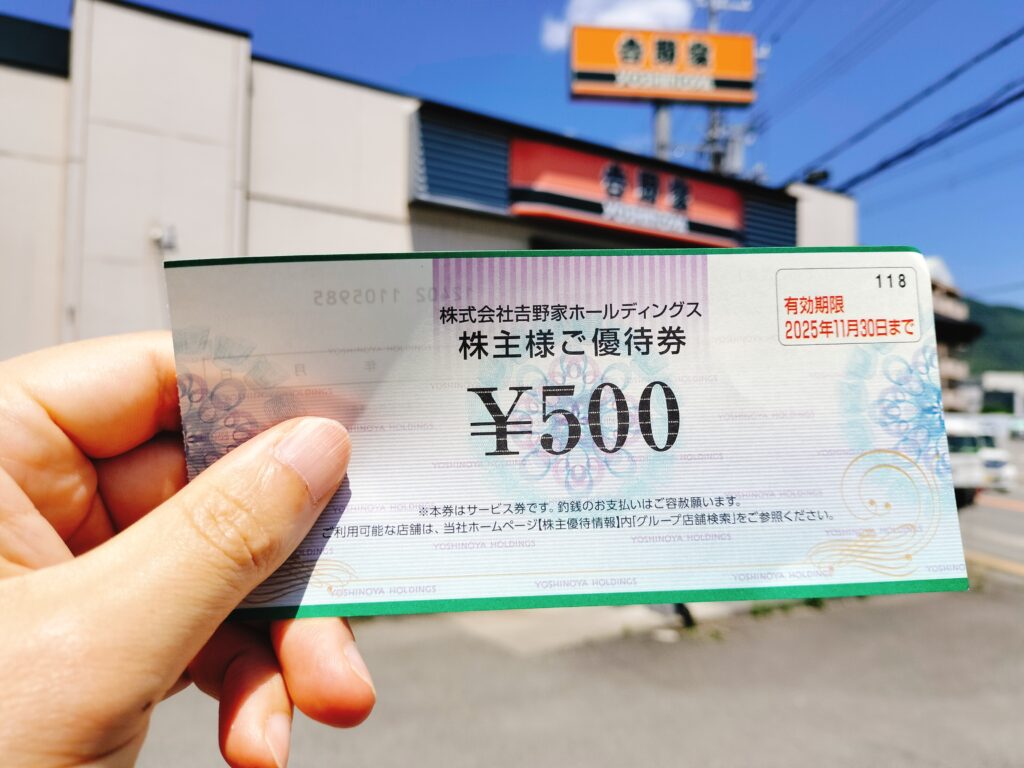 吉野家
YOSHINOYA
吉野家
YOSHINOYA
118
有効期限
2025年11月30日まで
株式会社吉野家ホールディングス
株主様ご優待券
¥500
※本券はサービス券です。釣銭のお支払いはご容赦願います。
ご利用可能な店舗は、当社ホームページ【株主優待情報】内「グループ店舗検索」をご参照ください。
YOSHINOYA HOLDINGS
YOSHINOYA HOLDINGS
YOSHINOYA HOLDINGS
YOSHINOYA HOLDINGS
YOSHINOYA HOLDINGS